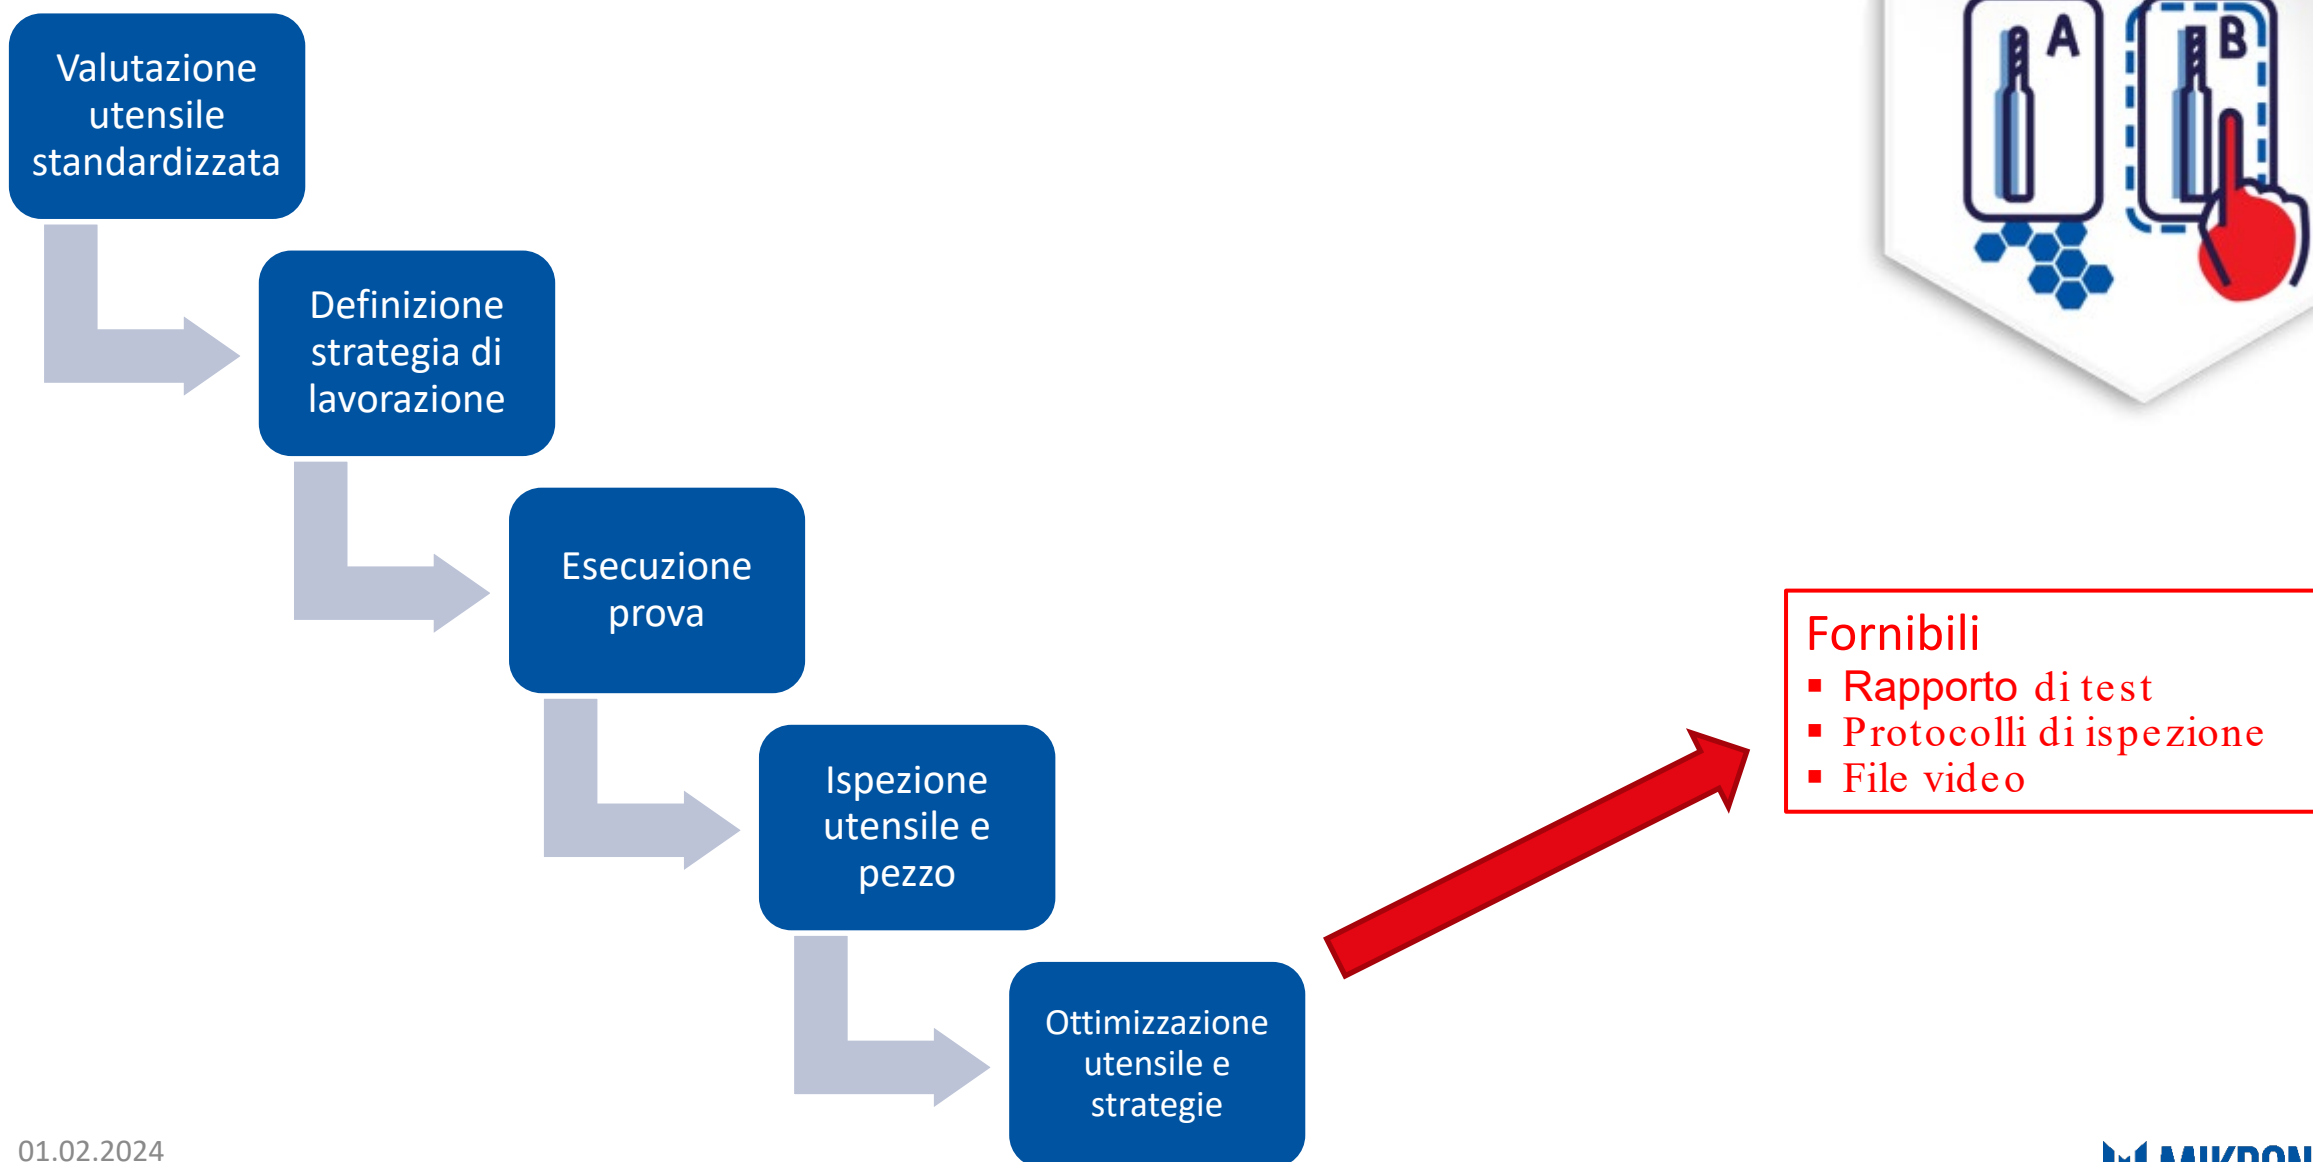 Valutazione
utensile
standardizzata
A
B
Definizione
strategia di
lavorazione
Esecuzione
prova
Fornibili
▪ Rapporto di test
▪ Protocolli di ispezione
▪ File video
Ispezione
utensile e
pezzo
Ottimizzazione
utensile e
strategie
01.02.2024
MIKRON